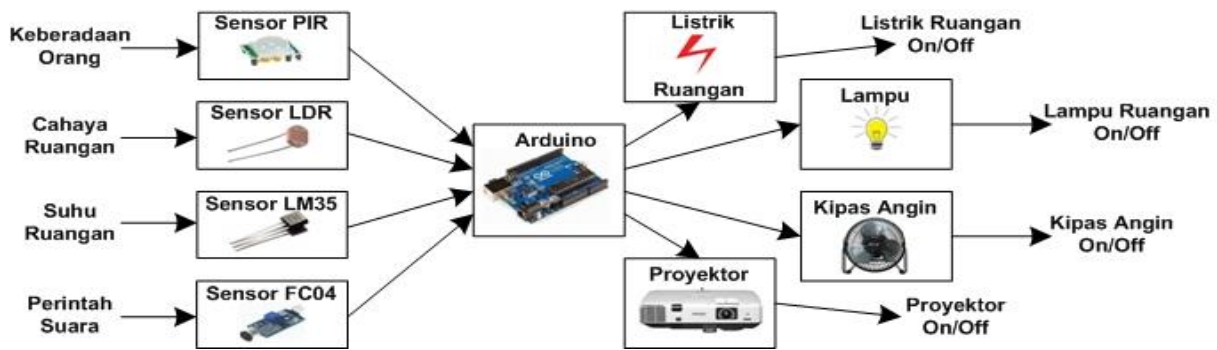 Keberadaan
Orang
Sensor PIR
Cahaya
Ruangan
Sensor LDR
Suhu
Ruangan
Sensor LM35
Perintah
Suara
Sensor FC04
Arduino
Listrik
Ruangan
Listrik Ruangan
On/Off
Lampu
Lampu Ruangan
On/Off
Kipas Angin
Kipas Angin
On/Off
Proyektor
Proyektor
On/Off